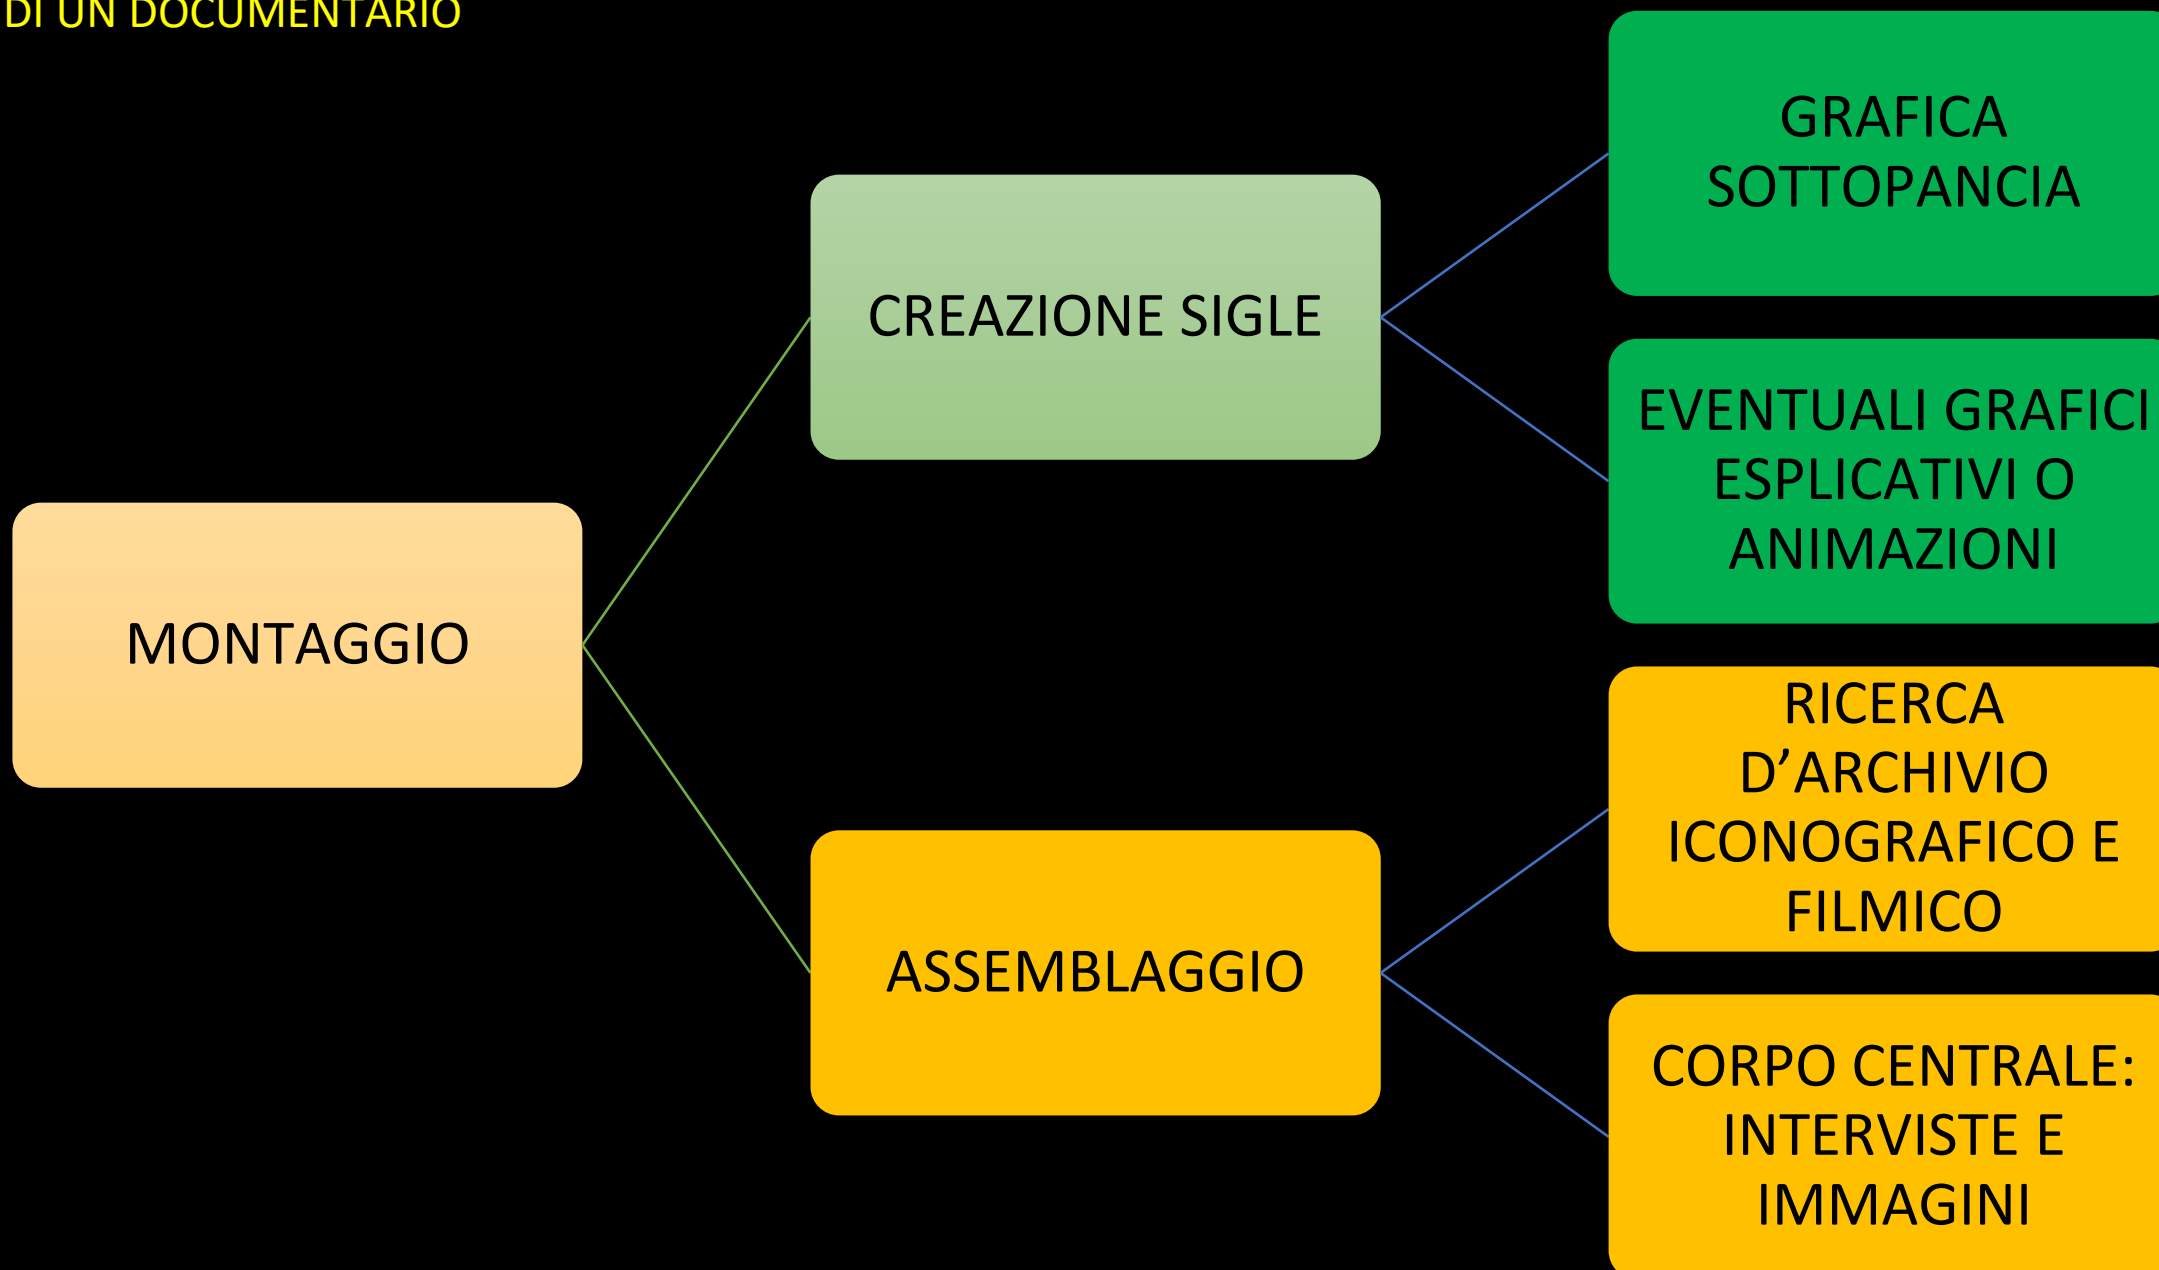 DI UN DOCUMENTARIO
MONTAGGIO
CREAZIONE SIGLE
GRAFICA
SOTTOPANCIA
EVENTUALI GRAFICI
ESPLICATIVI O
ANIMAZIONI
ASSEMBLAGGIO
RICERCA
D’ARCHIVIO
ICONOGRAFICO E
FILMICO
CORPO CENTRALE:
INTERVISTE E
IMMAGINI